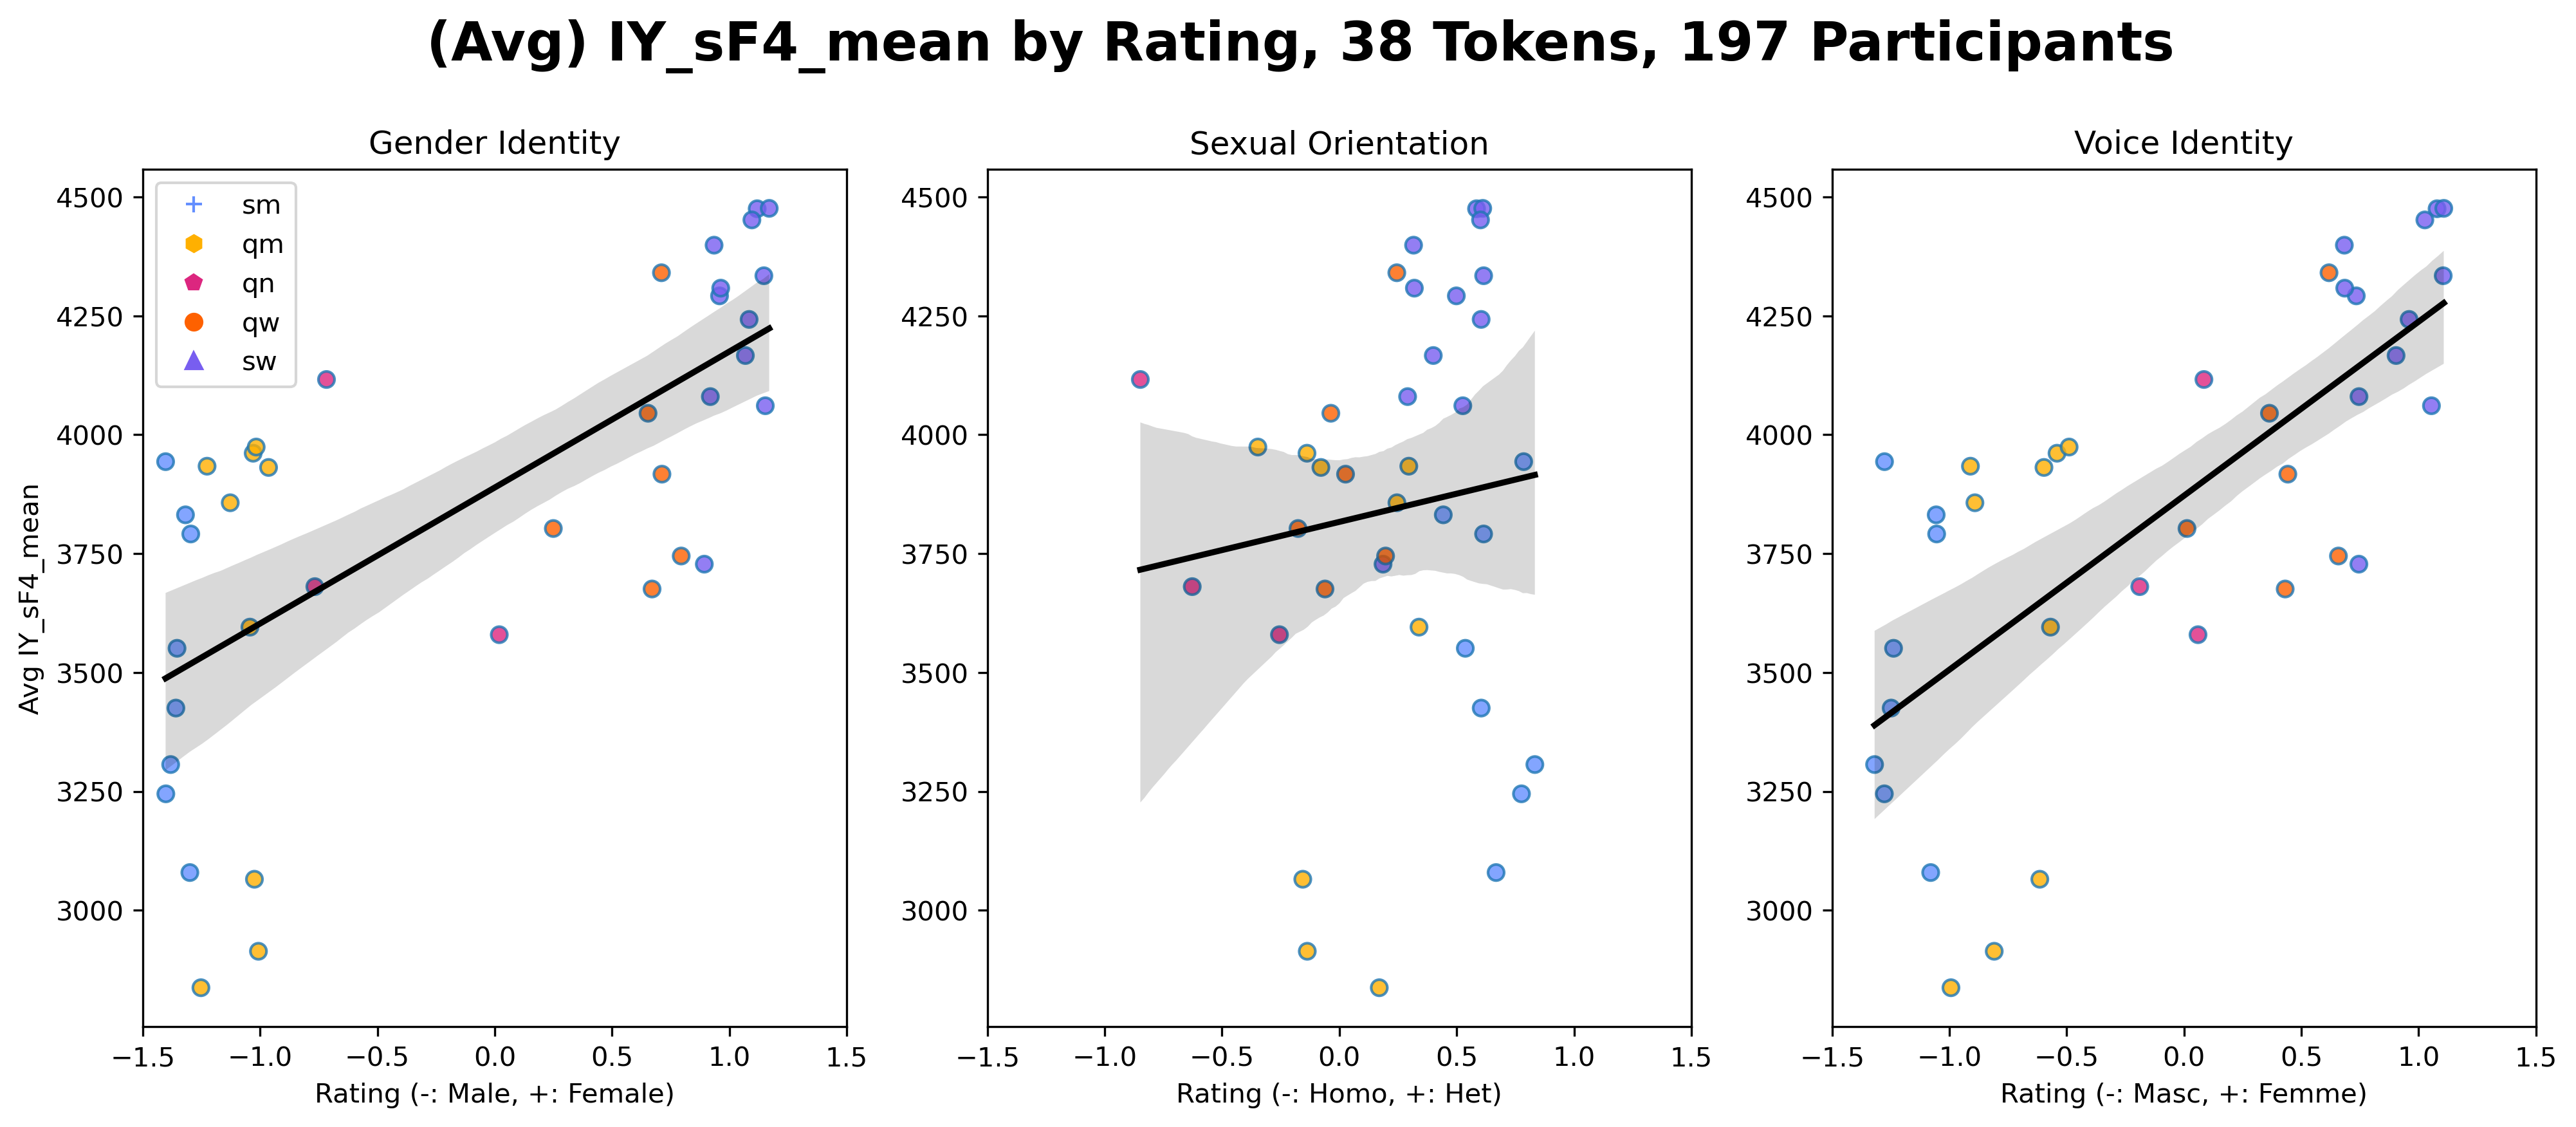 (Avg) IY_sF4_mean by Rating, 38 Tokens, 197 Participants
Gender Identity
Sexual Orientation
Voice Identity
sm
qm
qn
qw
sw
Avg IY_sF4_mean
4500
4250
4000
3750
3500
3250
3000
4500
4250
4000
3750
3500
3250
3000
4500
4250
4000
3750
3500
3250
3000
−1.5 −1.0 −0.5 0.0 0.5 1.0 1.5
−1.5 −1.0 −0.5 0.0 0.5 1.0 1.5
−1.5 −1.0 −0.5 0.0 0.5 1.0 1.5
Rating (-: Male, +: Female)
Rating (-: Homo, +: Het)
Rating (-: Masc, +: Femme)